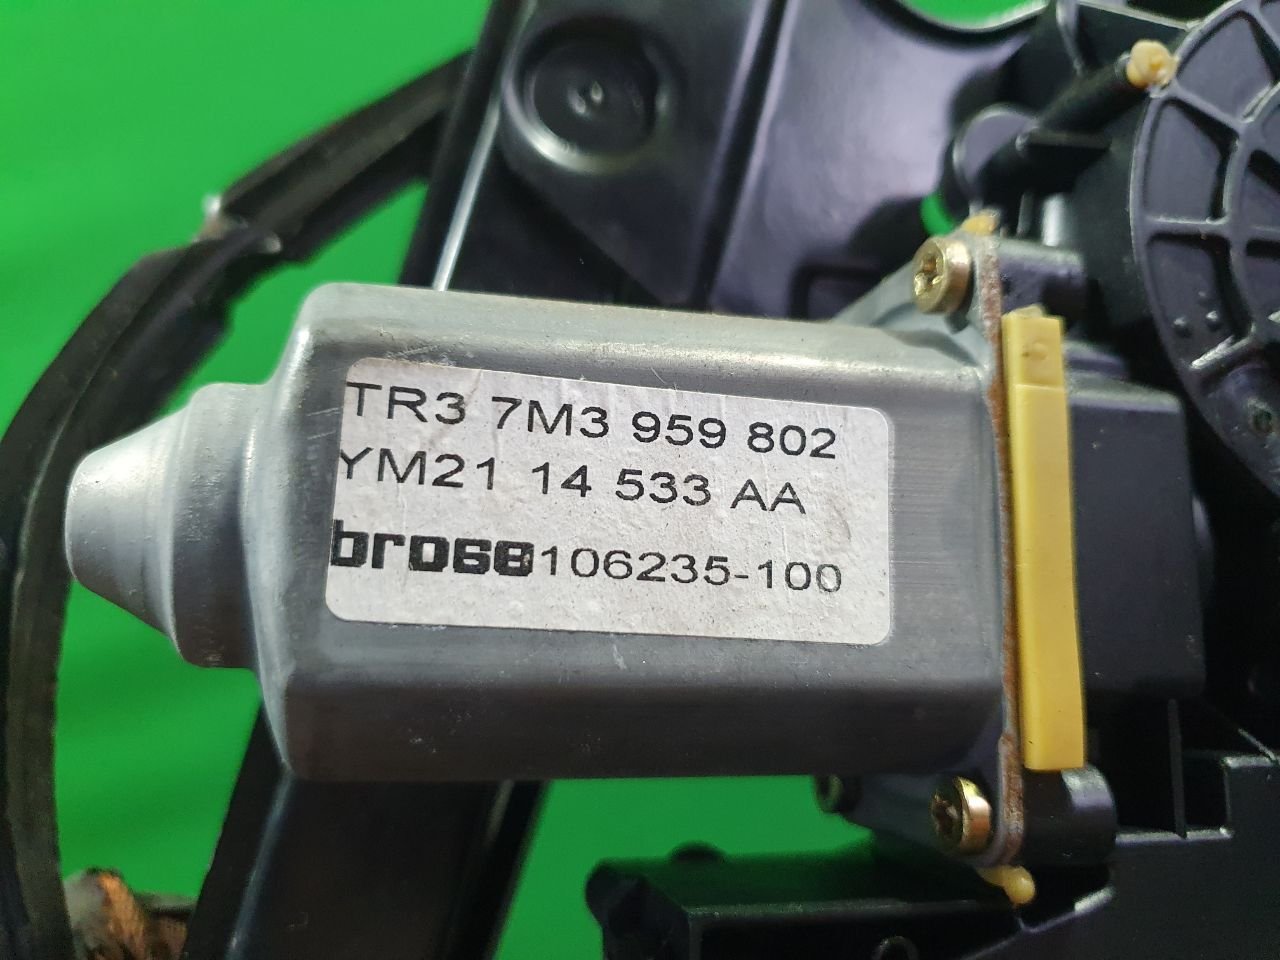 TR3 7M3 959 802
YM21 14 533 AA
brose 106235-100